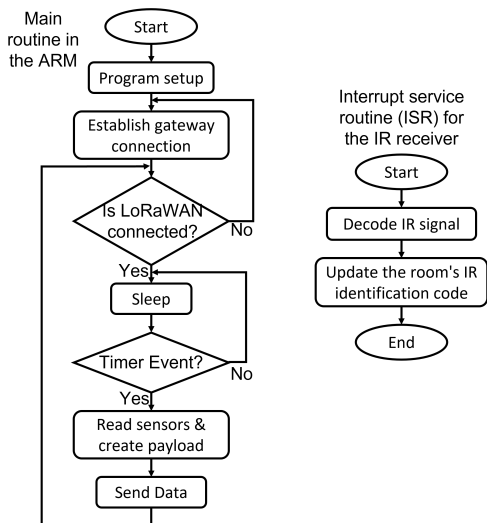 Main
routine in
the ARM
Start
Program setup
Establish gateway
connection
Is LoRaWAN
connected?
No
Yes
Sleep
Timer Event?
No
Yes
Read sensors &
create payload
Send Data
Interrupt service
routine (ISR) for
the IR receiver
Start
Decode IR signal
Update the room's IR
identification code
End